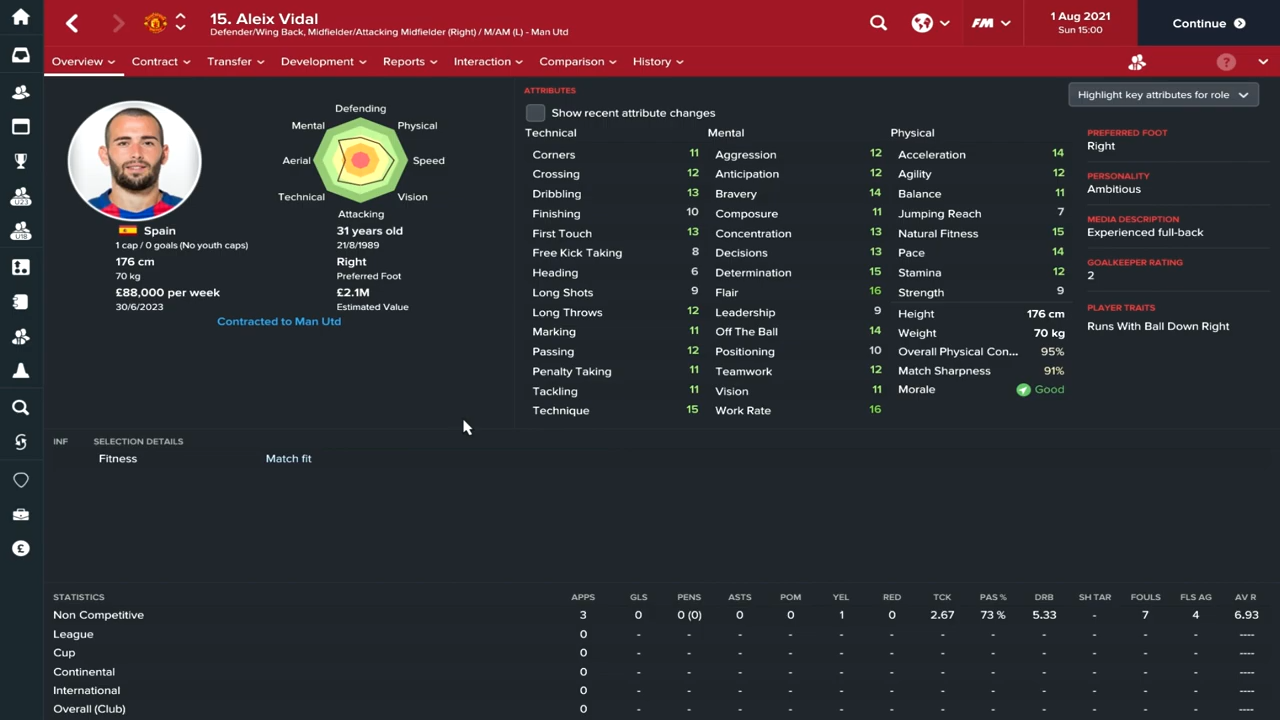 15. Aleix Vidal
Defender/Wing Back, Midfielder/Attacking Midfielder (Right) / M/AM (L) - Man Utd
FM
1 Aug 2021
Sun 15:00
Continue
Overview Contract Transfer Development Reports Interaction Comparison History
?
U23
U18
£
Defending
Mental Physical
Aerial Speed
Technical Vision
Attacking
Spain
1 cap / 0 goals (No youth caps)
31 years old
21/8/1989
176 cm
70 kg
Right
Preferred Foot
£88,000 per week
30/6/2023
£2.1M
Estimated Value
Contracted to Man Utd
ATTRIBUTES
Show recent attribute changes
Highlight key attributes for role
Technical
Corners 11
Crossing 12
Dribbling 13
Finishing 10
First Touch 13
Free Kick Taking 8
Heading 6
Long Shots 9
Long Throws 12
Marking 11
Passing 12
Penalty Taking 11
Tackling 11
Technique 15
Mental
Aggression 12
Anticipation 12
Bravery 14
Composure 11
Concentration 13
Decisions 13
Determination 15
Flair 16
Leadership 9
Off The Ball 14
Positioning 10
Teamwork 12
Vision 11
Work Rate 16
Physical
Acceleration 14
Agility 12
Balance 11
Jumping Reach 7
Natural Fitness 15
Pace 14
Stamina 12
Strength 9
Height 176 cm
Weight 70 kg
Overall Physical Con... 95%
Match Sharpness 91%
Morale Good
PREFERRED FOOT
Right
PERSONALITY
Ambitious
MEDIA DESCRIPTION
Experienced full-back
GOALKEEPER RATING
2
PLAYER TRAITS
Runs With Ball Down Right
INF SELECTION DETAILS
Fitness Match fit
STATISTICS APPS GLS PENS ASTS POM YEL RED TCK PAS % DRB SH TAR FOULS FLS AG AV R
Non Competitive 3 0 0 (0) 0 0 1 0 2.67 73 % 5.33 - 7 4 6.93
League 0 - - - - - - - - - - - - ----
Cup 0 - - - - - - - - - - - - ----
Continental 0 - - - - - - - - - - - - ----
International 0 - - - - - - - - - - - - ----
Overall (Club) 0 - - - - - - - - - - - - ----